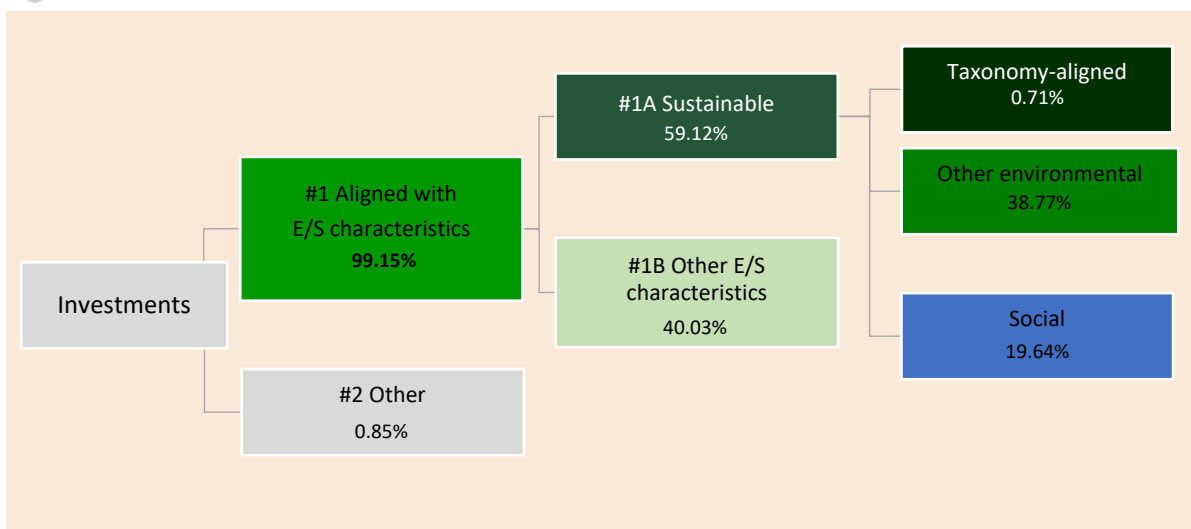 Investments
#1 Aligned with
E/S characteristics
99.15%
#2 Other
0.85%
#1A Sustainable
59.12%
#1B Other E/S
characteristics
40.03%
Taxonomy-aligned
0.71%
Other environmental
38.77%
Social
19.64%